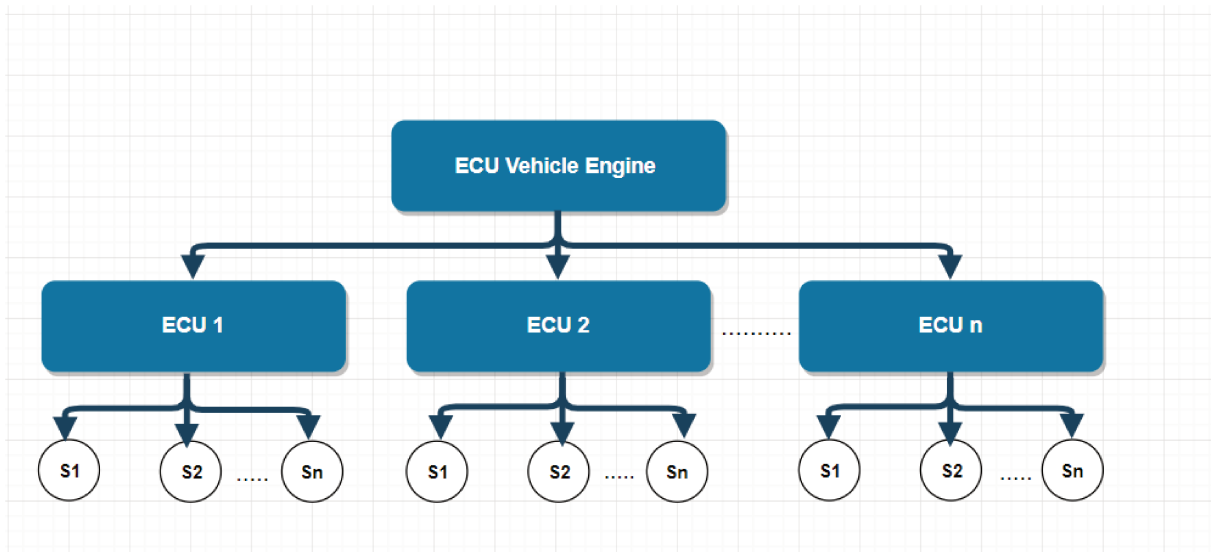 ECU Vehicle Engine
ECU 1
ECU 2
..........
ECU n
S1
S2
.....
Sn
S1
S2
.....
Sn
S1
S2
.....
Sn